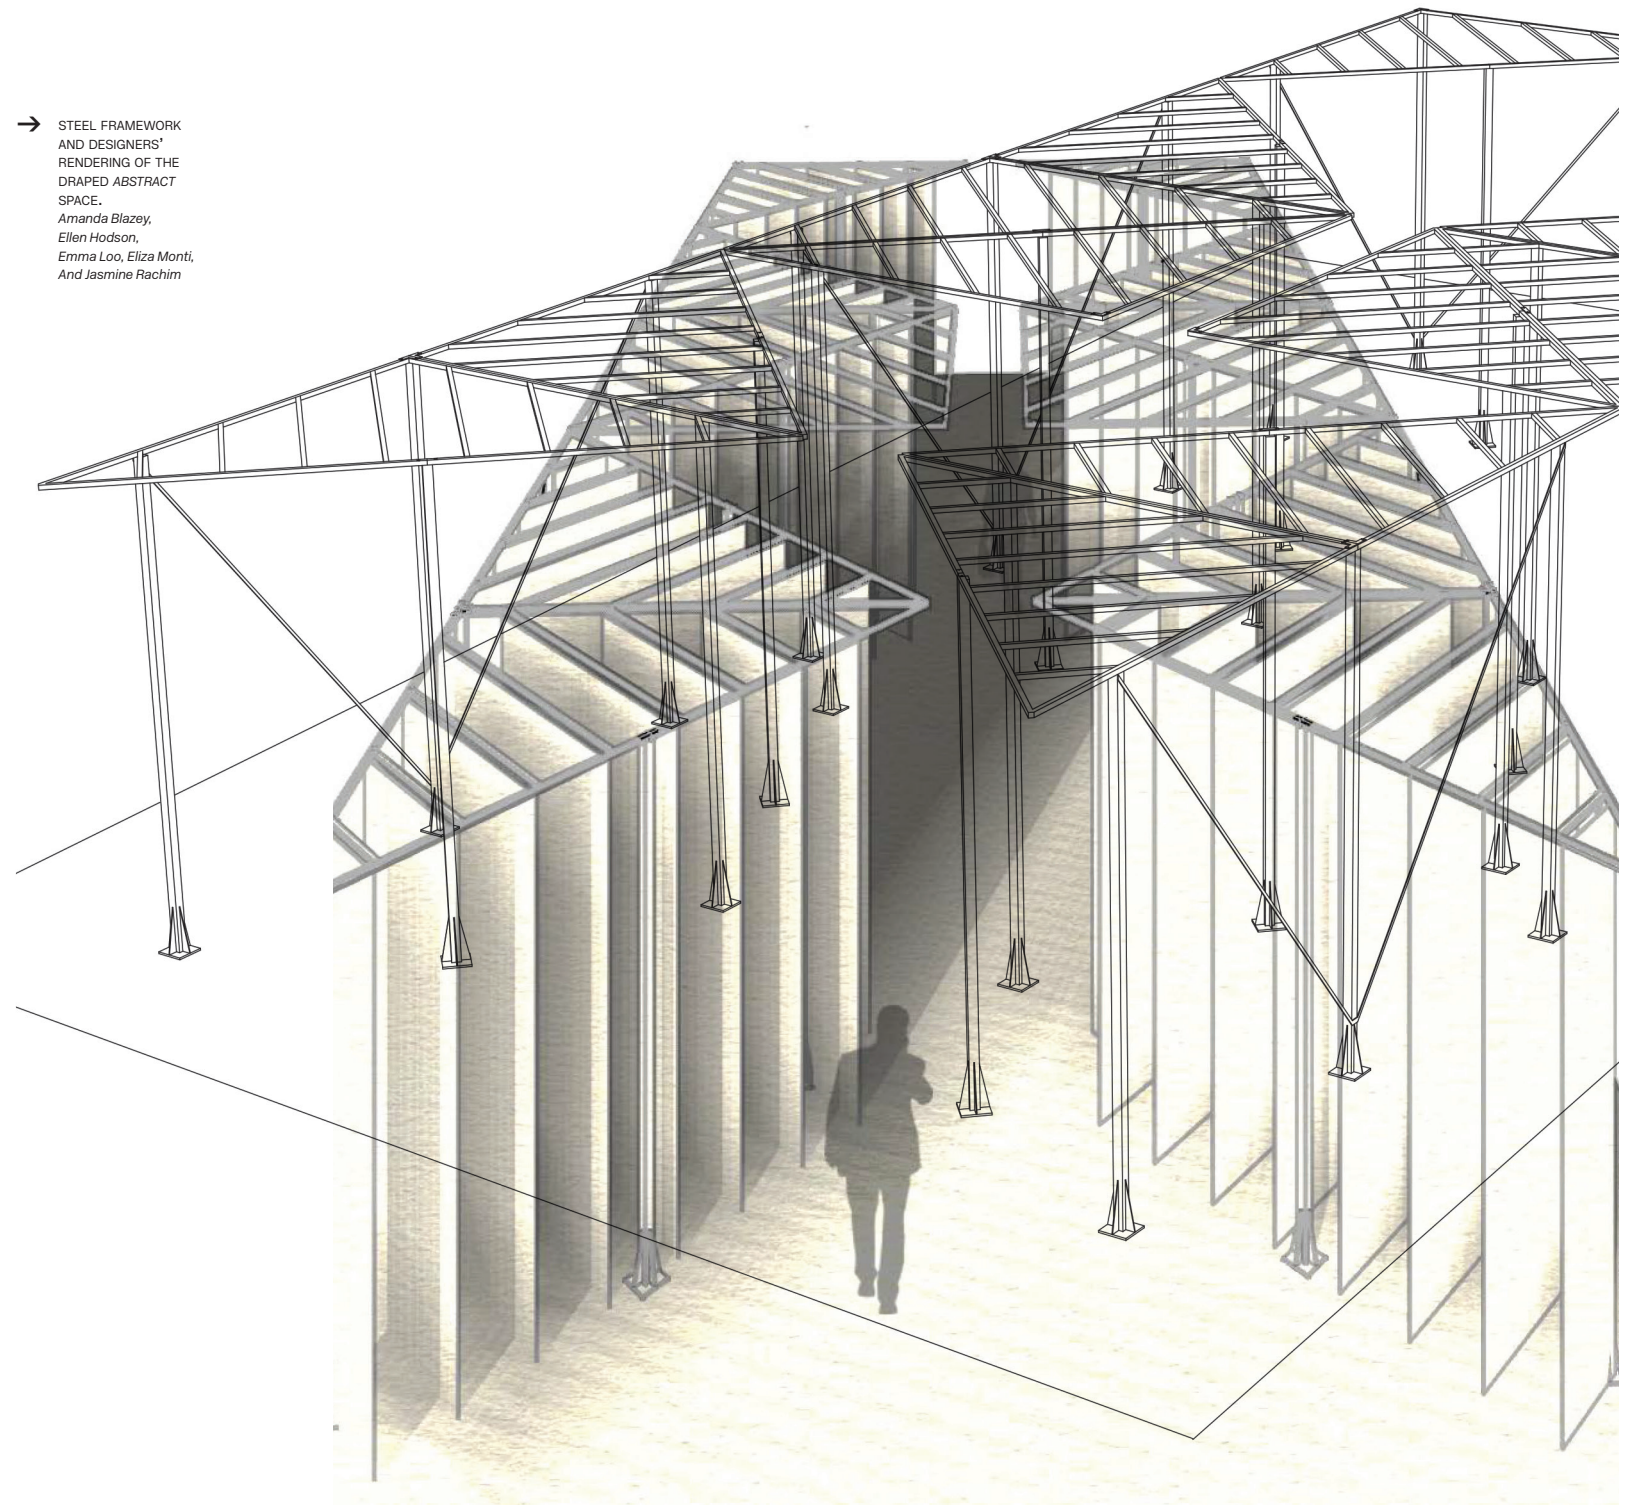 → STEEL FRAMEWORK
AND DESIGNERS'
RENDERING OF THE
DRAPED ABSTRACT
SPACE.
Amanda Blazey,
Ellen Hodson,
Emma Loo, Eliza Monti,
And Jasmine Rachim